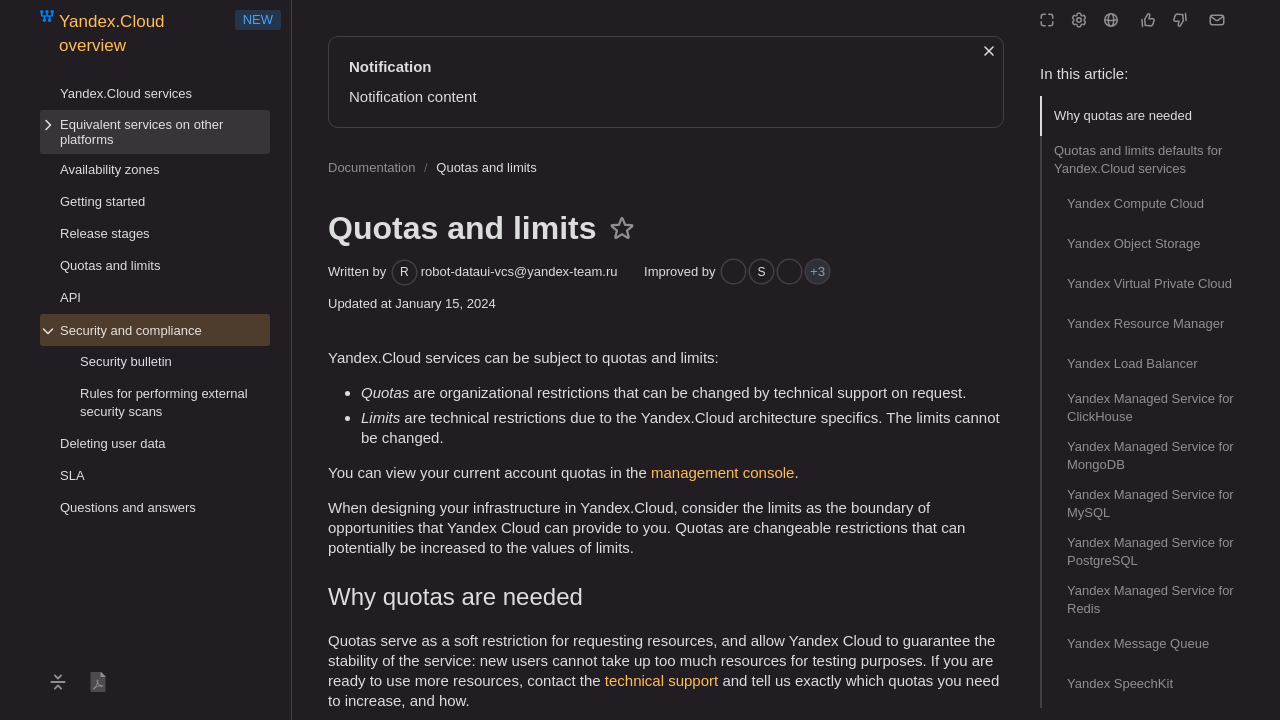 Yandex.Cloud
overview
NEW
Yandex.Cloud services
Equivalent services on other
platforms
Availability zones
Getting started
Release stages
Quotas and limits
API
Security and compliance
Security bulletin
Rules for performing external
security scans
Deleting user data
SLA
Questions and answers
Notification
Notification content
Documentation / Quotas and limits
Quotas and limits
Written by R robot-dataui-vcs@yandex-team.ru Improved by S +3
Updated at January 15, 2024
Yandex.Cloud services can be subject to quotas and limits:
• Quotas are organizational restrictions that can be changed by technical support on request.
• Limits are technical restrictions due to the Yandex.Cloud architecture specifics. The limits cannot
be changed.
You can view your current account quotas in the management console.
When designing your infrastructure in Yandex.Cloud, consider the limits as the boundary of
opportunities that Yandex Cloud can provide to you. Quotas are changeable restrictions that can
potentially be increased to the values of limits.
Why quotas are needed
Quotas serve as a soft restriction for requesting resources, and allow Yandex Cloud to guarantee the
stability of the service: new users cannot take up too much resources for testing purposes. If you are
ready to use more resources, contact the technical support and tell us exactly which quotas you need
to increase, and how.
In this article:
Why quotas are needed
Quotas and limits defaults for
Yandex.Cloud services
Yandex Compute Cloud
Yandex Object Storage
Yandex Virtual Private Cloud
Yandex Resource Manager
Yandex Load Balancer
Yandex Managed Service for
ClickHouse
Yandex Managed Service for
MongoDB
Yandex Managed Service for
MySQL
Yandex Managed Service for
PostgreSQL
Yandex Managed Service for
Redis
Yandex Message Queue
Yandex SpeechKit